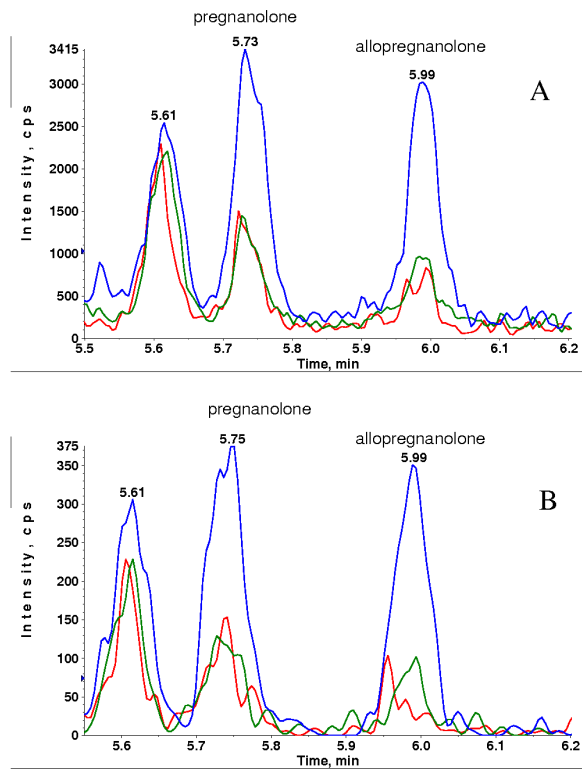 pregnanolone
5.73
allopregnanolone
5.99
A
5.61
3415
3000
2500
2000
1500
1000
500
0
Intensity, cps
5.5 5.6 5.7 5.8 5.9 6.0 6.1 6.2
Time, min
pregnanolone
5.75
allopregnanolone
5.99
B
5.61
375
350
300
250
200
150
100
50
0
Intensity, cps
5.6 5.7 5.8 5.9 6.0 6.1 6.2
Time, min